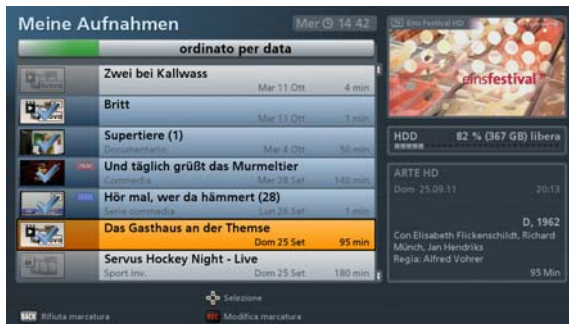 Meine Aufnahmen
Mer 14 42
ordinato per data
Zwei bei Kallwass
Mar 11 Ott 4 min
Britt
Mar 11 Ott 1 min
Supertiere (1)
Documentario Mar 4 Ott 50 min
Und täglich grüßt das Murmeltier
Commedia Mer 28 Set 140 min
Hör mal, wer da hämmert (28)
Serie commedia Lun 26 Set 1 min
Das Gasthaus an der Themse
Dom 25 Set 95 min
Servus Hockey Night - Live
Sport inv. Dom 25 Set 180 min
Selezione
BACK Rifiuta marcatura
REC Modifica marcatura
TV Eins Festival HD
einsfestival
HDD 82 % (367 GB) libera
ARTE HD
Dom 25.09.11 20:13
D, 1962
Con Elisabeth Flickenschildt, Richard
Münch, Jan Hendriks
Regia: Alfred Vohrer
95 Min